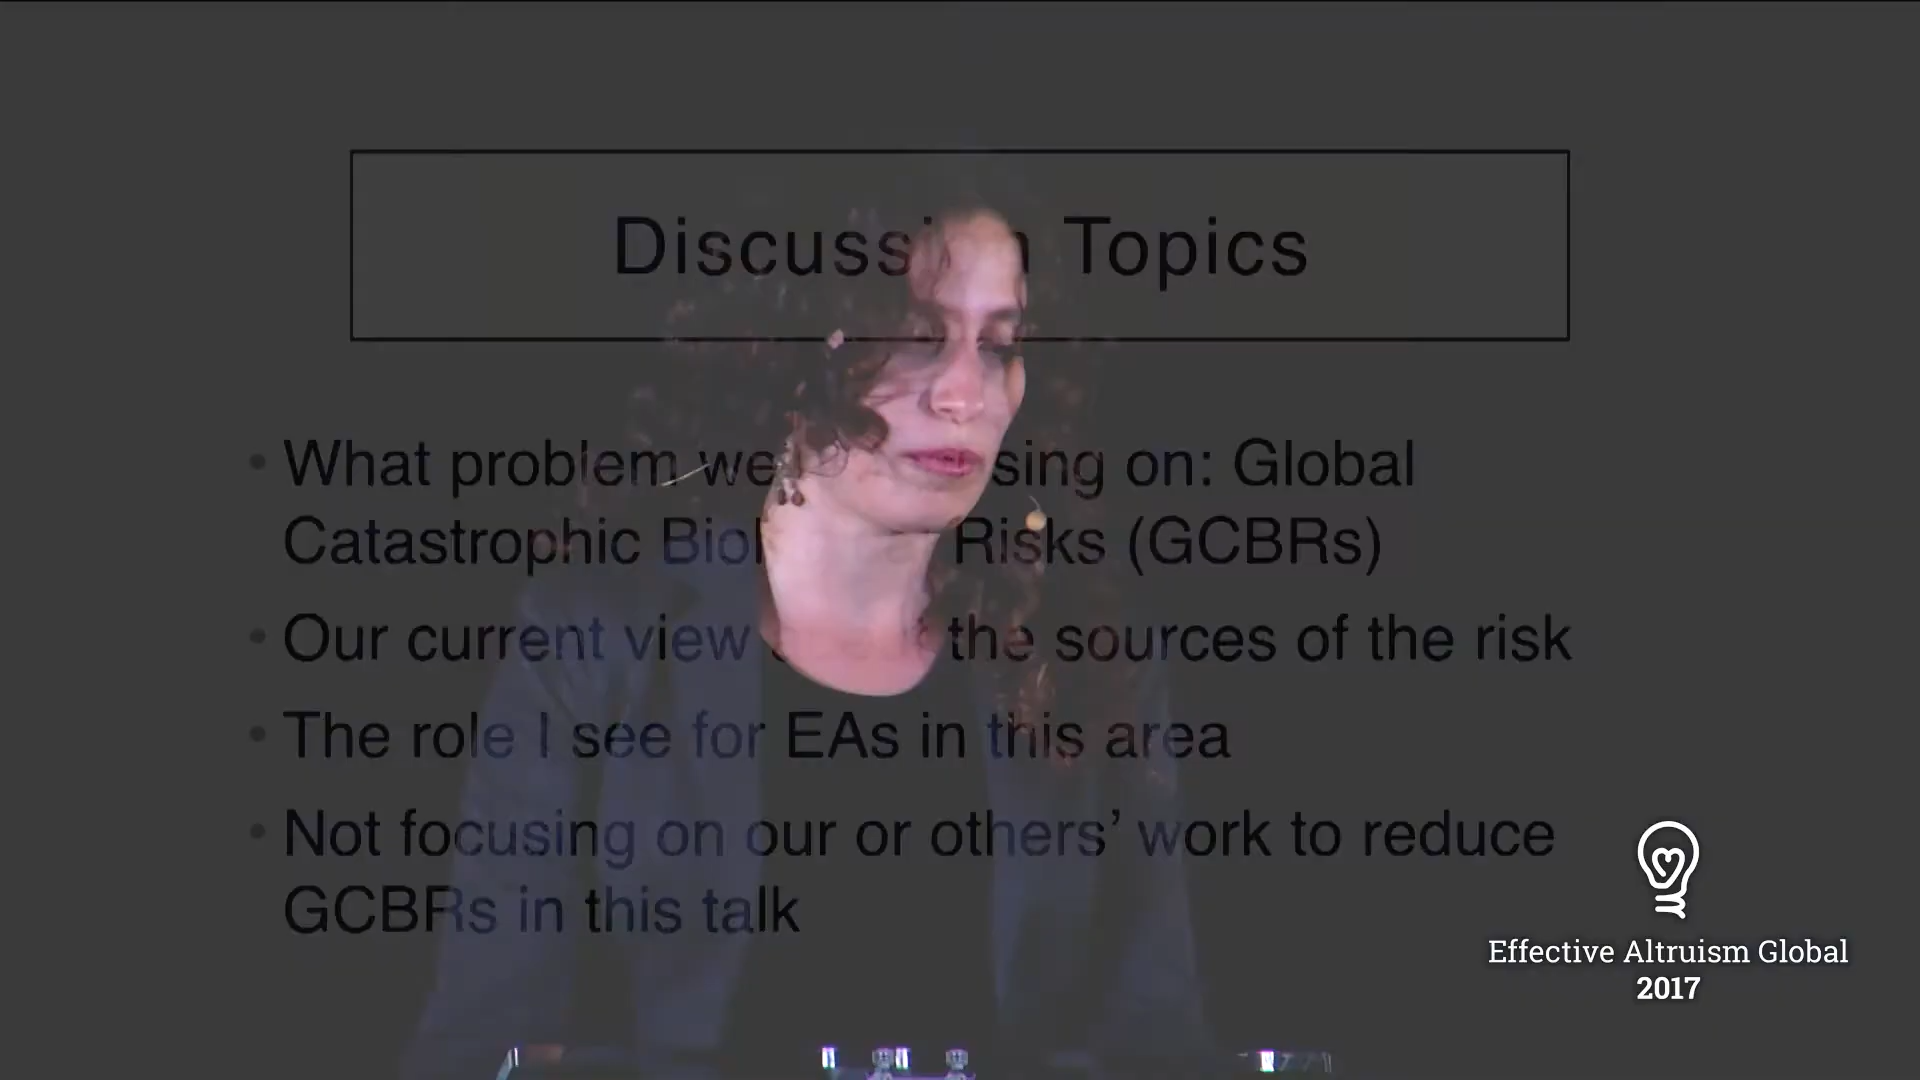 Discussion Topics
• What problem we sing on: Global
Catastrophic Risks (GCBRs)
• Our current view the sources of the risk
• The role I see for EAs in this area
• Not focusing on our or others’ work to reduce
GCBRs in this talk
Effective Altruism Global
2017